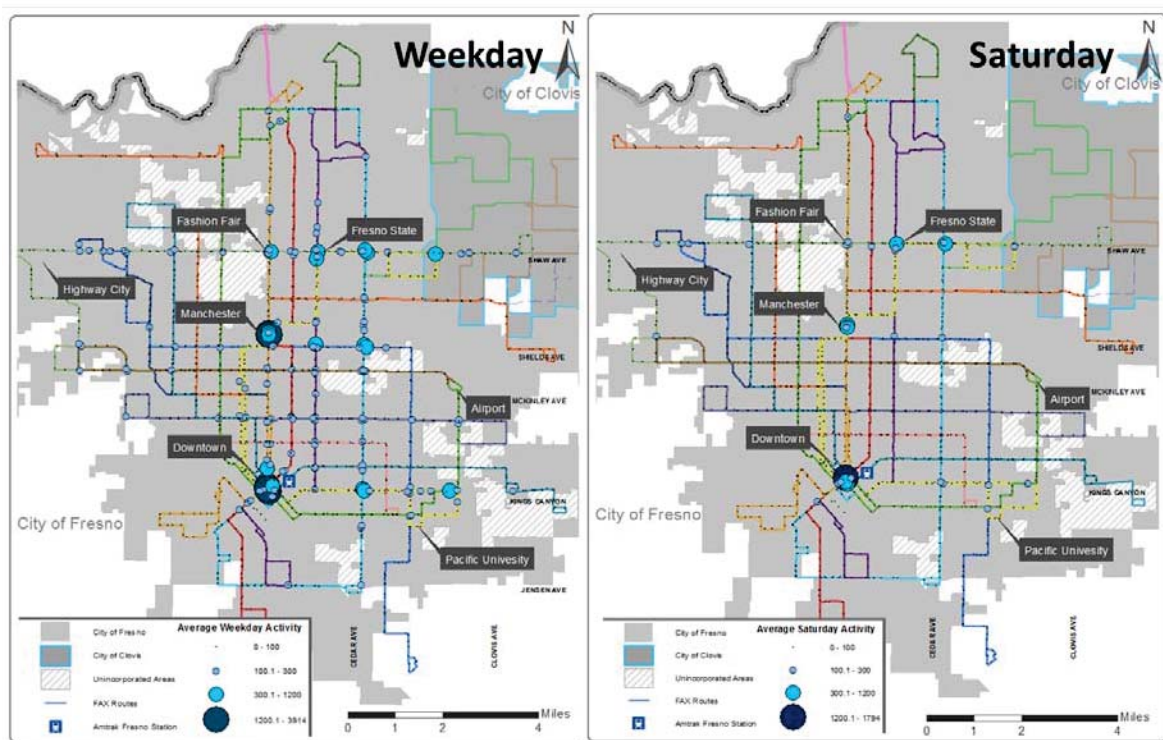 Weekday
N
City of Clovis
Fashion Fair
Fresno State
SHAW AVE
Highway City
Manchester
SHIELDS AVE
MCKINLEY AVE
Airport
Downtown
KINGS CANYON
City of Fresno
Pacific Univesity
JENSEN AVE
CEDAR AVE
CLOVIS AVE
City of Fresno
City of Clovis
Unincorporated Areas
FAX Routes
Amtrak Fresno Station
Average Weekday Activity
0 - 100
100.1 - 300
300.1 - 1200
1200.1 - 3914
Miles
0 2 4
Saturday
N
City of Clovis
Fashion Fair
Fresno State
SHAW AVE
Highway City
Manchester
SHIELDS AVE
MCKINLEY AVE
Airport
Downtown
KINGS CANYON
City of Fresno
Pacific Univesity
JENSEN AVE
CEDAR AVE
CLOVIS AVE
City of Fresno
City of Clovis
Unincorporated Areas
FAX Routes
Amtrak Fresno Station
Average Saturday Activity
0 - 100
100.1 - 300
300.1 - 1200
1200.1 - 1794
Miles
0 2 4